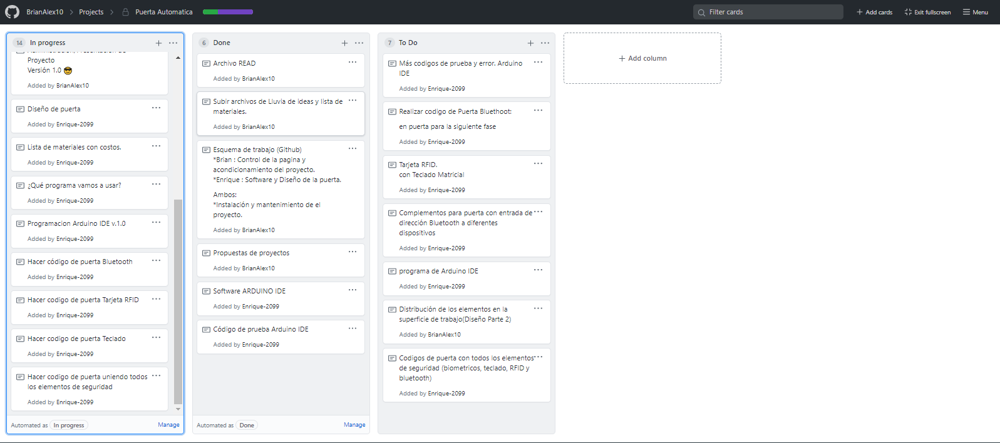 BrianAlex10 Projects Puerta Automatica
Filter cards
Add cards
Exit fullscreen
Menu
14 In progress
Administración, Presentación de
Proyecto
Versión 1.0 😎
Added by BrianAlex10
Diseño de puerta
Added by Enrique-2099
Lista de materiales con costos.
Added by Enrique-2099
¿Qué programa vamos a usar?
Added by Enrique-2099
Programacion Arduino IDE v.1.0
Added by Enrique-2099
Hacer código de puerta Bluetooth
Added by Enrique-2099
Hacer codigo de puerta Tarjeta RFID
Added by Enrique-2099
Hacer codigo de puerta Teclado
Added by Enrique-2099
Hacer codigo de puerta uniendo todos
los elementos de seguridad
Added by Enrique-2099
Automated as In progress
Manage
6 Done
Archivo READ
Added by BrianAlex10
Subir archivos de Lluvia de ideas y lista de
materiales.
Added by BrianAlex10
Esquema de trabajo (Github)
*Brian : Control de la pagina y
acondicionamiento del proyecto.
*Enrique : Software y Diseño de la puerta.
Ambos:
*Instalación y mantenimiento de el
proyecto.
Added by BrianAlex10
Propuestas de proyectos
Added by BrianAlex10
Software ARDUINO IDE
Added by Enrique-2099
Código de prueba Arduino IDE
Added by Enrique-2099
Automated as Done
Manage
7 To Do
Más codigos de prueba y error. Arduino
IDE
Added by Enrique-2099
Realizar codigo de Puerta Bluethoot:
en puerta para la siguiente fase
Added by Enrique-2099
Tarjeta RFID.
con Teclado Matricial
Added by Enrique-2099
Complementos para puerta con entrada de
dirección Bluetooth a diferentes
dispositivos
Added by Enrique-2099
programa de Arduino IDE
Added by Enrique-2099
Distribución de los elementos en la
superficie de trabajo(Diseño Parte 2)
Added by BrianAlex10
Codigos de puerta con todos los elementos
de seguridad (biometricos, teclado, RFID y
bluetooth)
Added by Enrique-2099
Add column